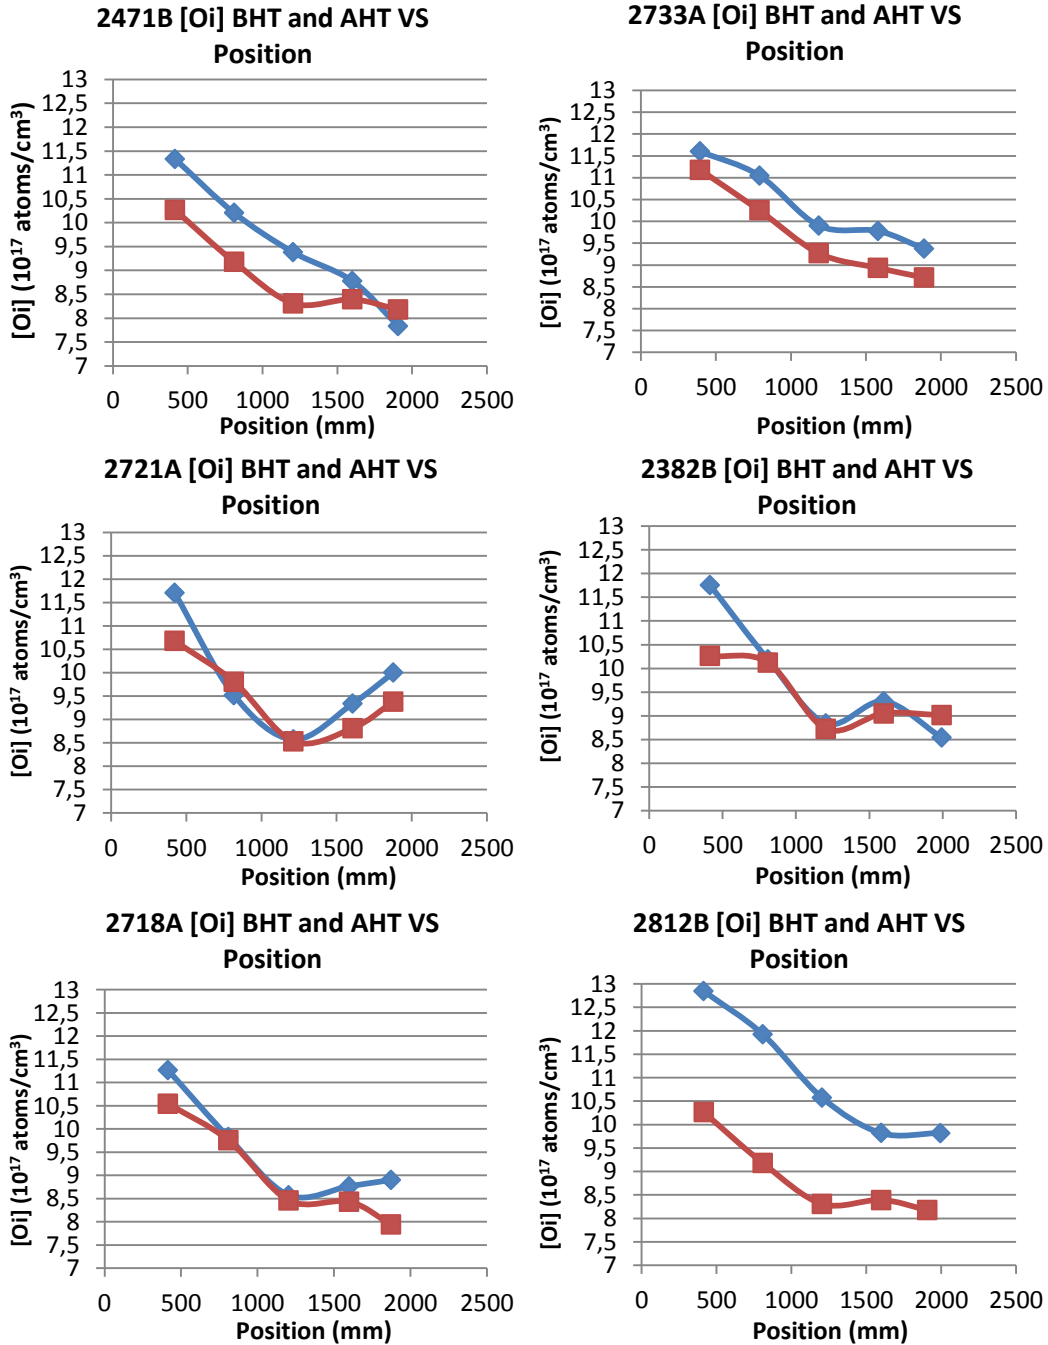 2471B [Oi] BHT and AHT VS
Position
[Oi] (10¹⁷ atoms/cm³)
13
12,5
12
11,5
11
10,5
10
9,5
9
8,5
8
7,5
7
0 500 1000 1500 2000 2500
Position (mm)
2733A [Oi] BHT and AHT VS
Position
[Oi] (10¹⁷ atoms/cm³)
13
12,5
12
11,5
11
10,5
10
9,5
9
8,5
8
7,5
7
0 500 1000 1500 2000 2500
Position (mm)
2721A [Oi] BHT and AHT VS
Position
[Oi] (10¹⁷ atoms/cm³)
13
12,5
12
11,5
11
10,5
10
9,5
9
8,5
8
7,5
7
0 500 1000 1500 2000 2500
Position (mm)
2382B [Oi] BHT and AHT VS
Position
[Oi] (10¹⁷ atoms/cm³)
13
12,5
12
11,5
11
10,5
10
9,5
9
8,5
8
7,5
7
0 500 1000 1500 2000 2500
Position (mm)
2718A [Oi] BHT and AHT VS
Position
[Oi] (10¹⁷ atoms/cm³)
13
12,5
12
11,5
11
10,5
10
9,5
9
8,5
8
7,5
7
0 500 1000 1500 2000 2500
Position (mm)
2812B [Oi] BHT and AHT VS
Position
[Oi] (10¹⁷ atoms/cm³)
13
12,5
12
11,5
11
10,5
10
9,5
9
8,5
8
7,5
7
0 500 1000 1500 2000 2500
Position (mm)